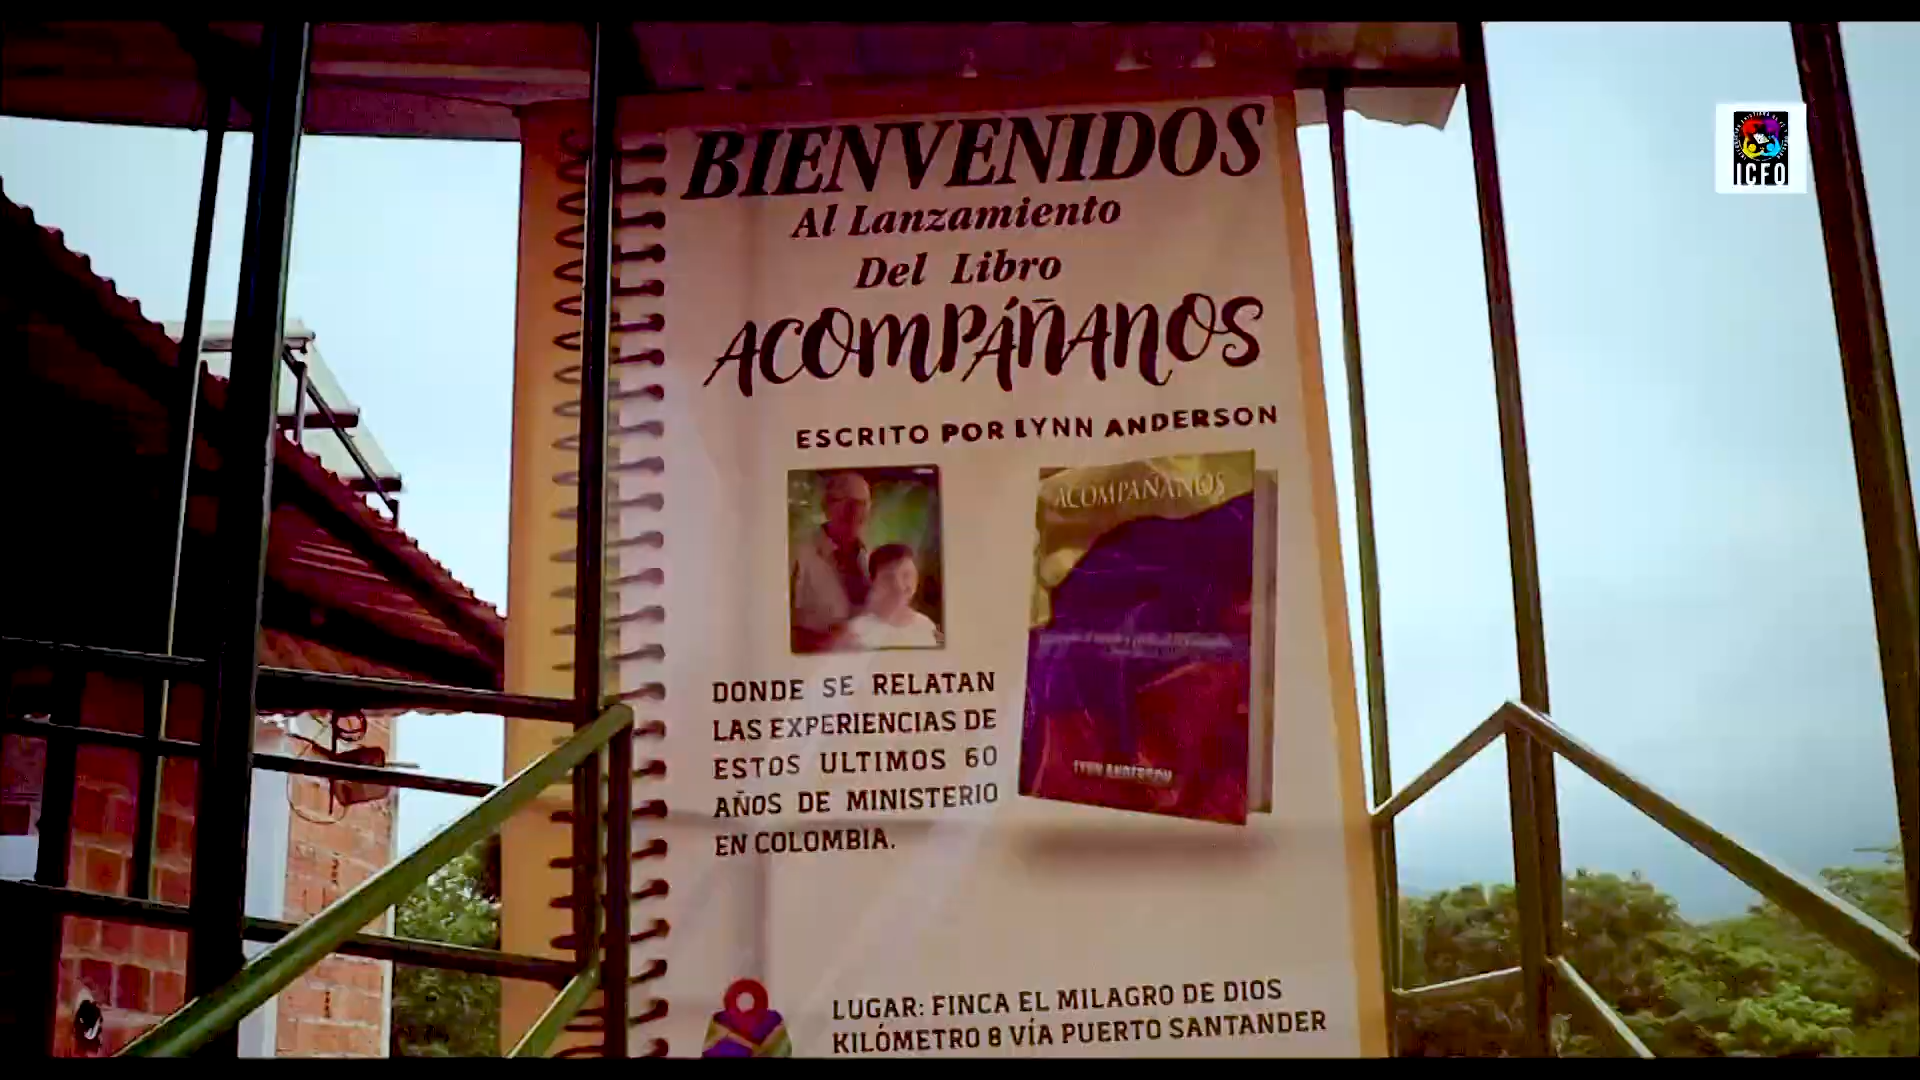 BIENVENIDOS
Al Lanzamiento
Del Libro
ACOMPÁÑANOS
ESCRITO POR LYNN ANDERSON
ACOMPAÑANOS
LYNN ANDERSON
DONDE SE RELATAN
LAS EXPERIENCIAS DE
ESTOS ULTIMOS 60
AÑOS DE MINISTERIO
EN COLOMBIA.
LUGAR: FINCA EL MILAGRO DE DIOS
KILÓMETRO 8 VÍA PUERTO SANTANDER
ICFO